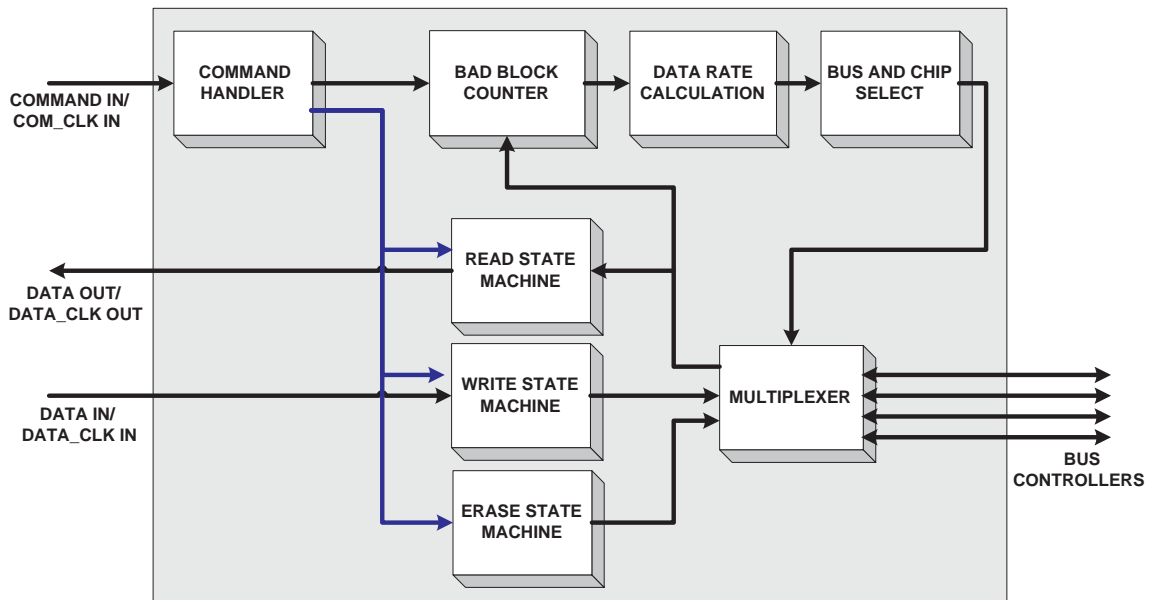 COMMAND
HANDLER
BAD BLOCK
COUNTER
DATA RATE
CALCULATION
BUS AND CHIP
SELECT
COMMAND IN/
COM_CLK IN
READ STATE
MACHINE
DATA OUT/
DATA_CLK OUT
WRITE STATE
MACHINE
MULTIPLEXER
DATA IN/
DATA_CLK IN
BUS
CONTROLLERS
ERASE STATE
MACHINE